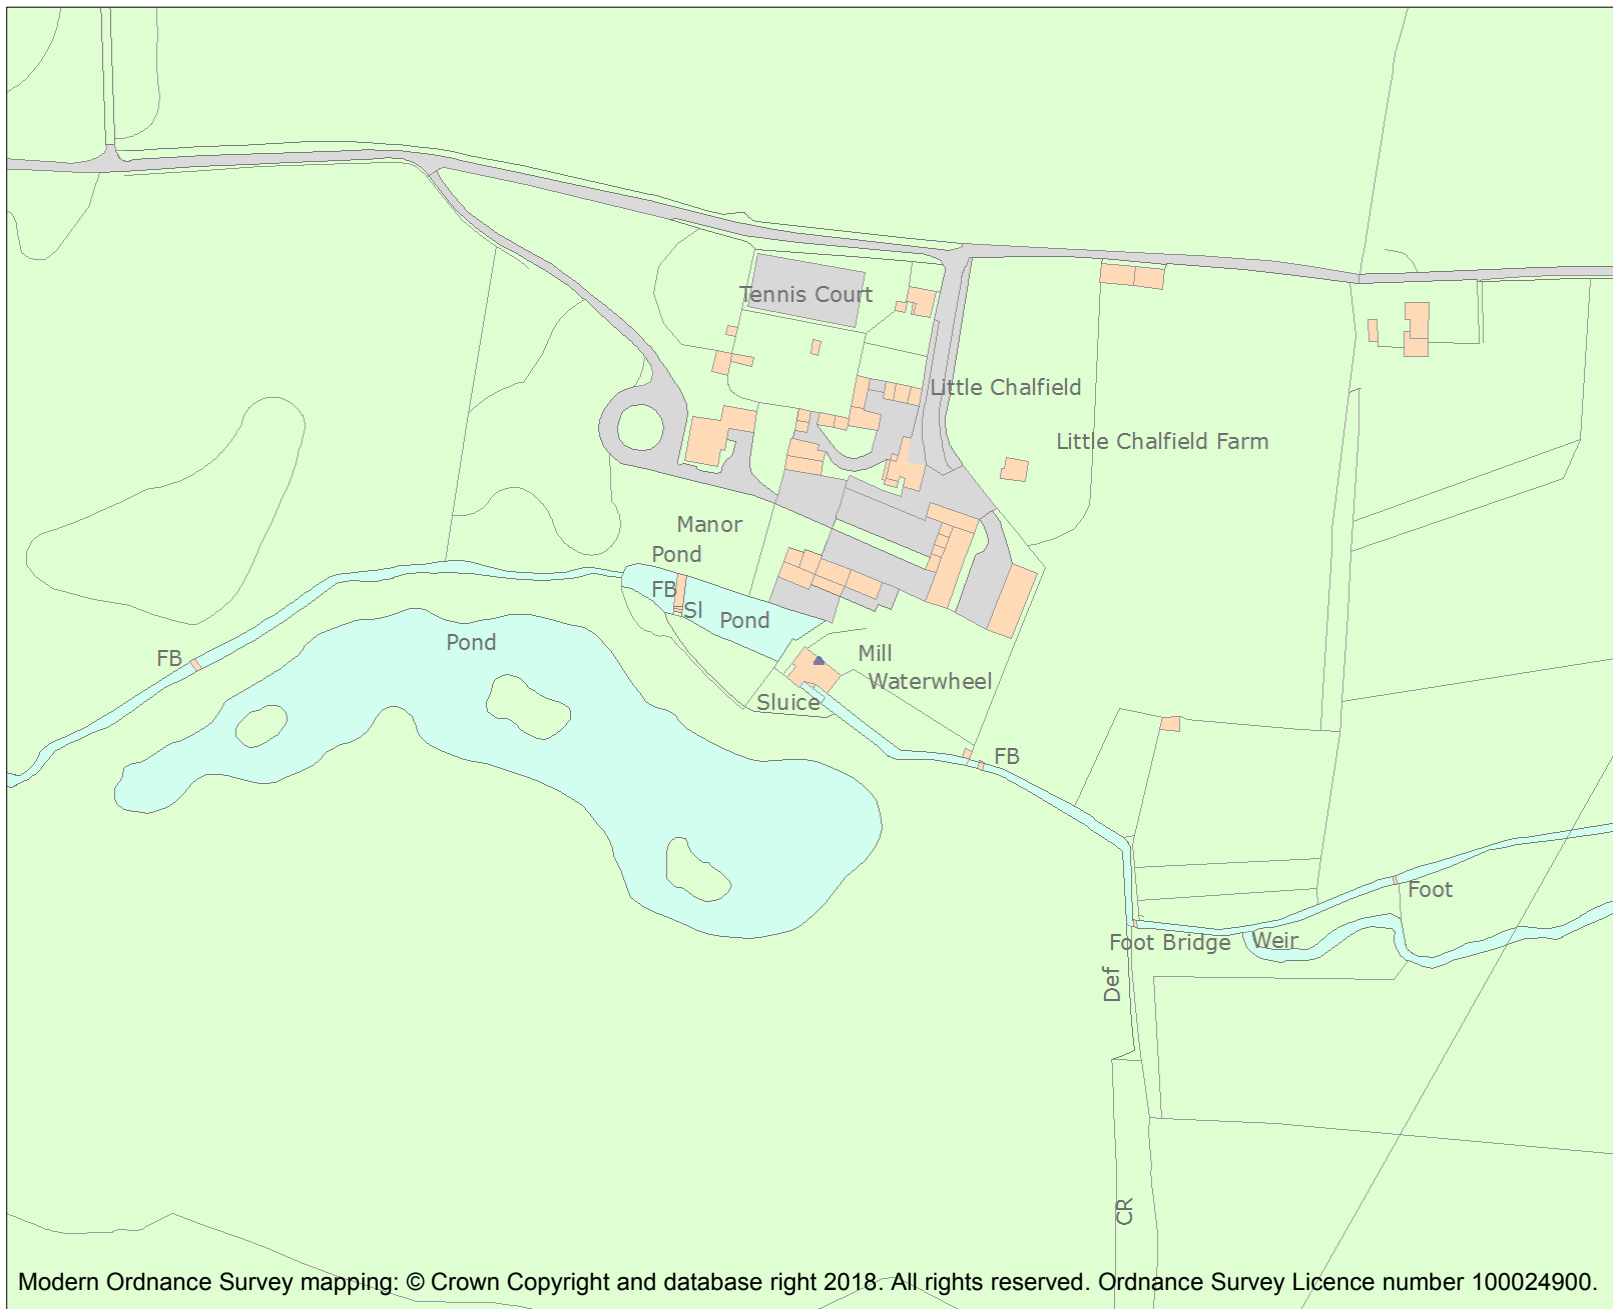 Tennis Court
Little Chalfield
Little Chalfield Farm
Manor
Pond
FB
Sl
Pond
Pond
FB
Mill
Waterwheel
Sluice
FB
Foot
Foot Bridge
Weir
Def
CR
Modern Ordnance Survey mapping: © Crown Copyright and database right 2018. All rights reserved. Ordnance Survey Licence number 100024900.